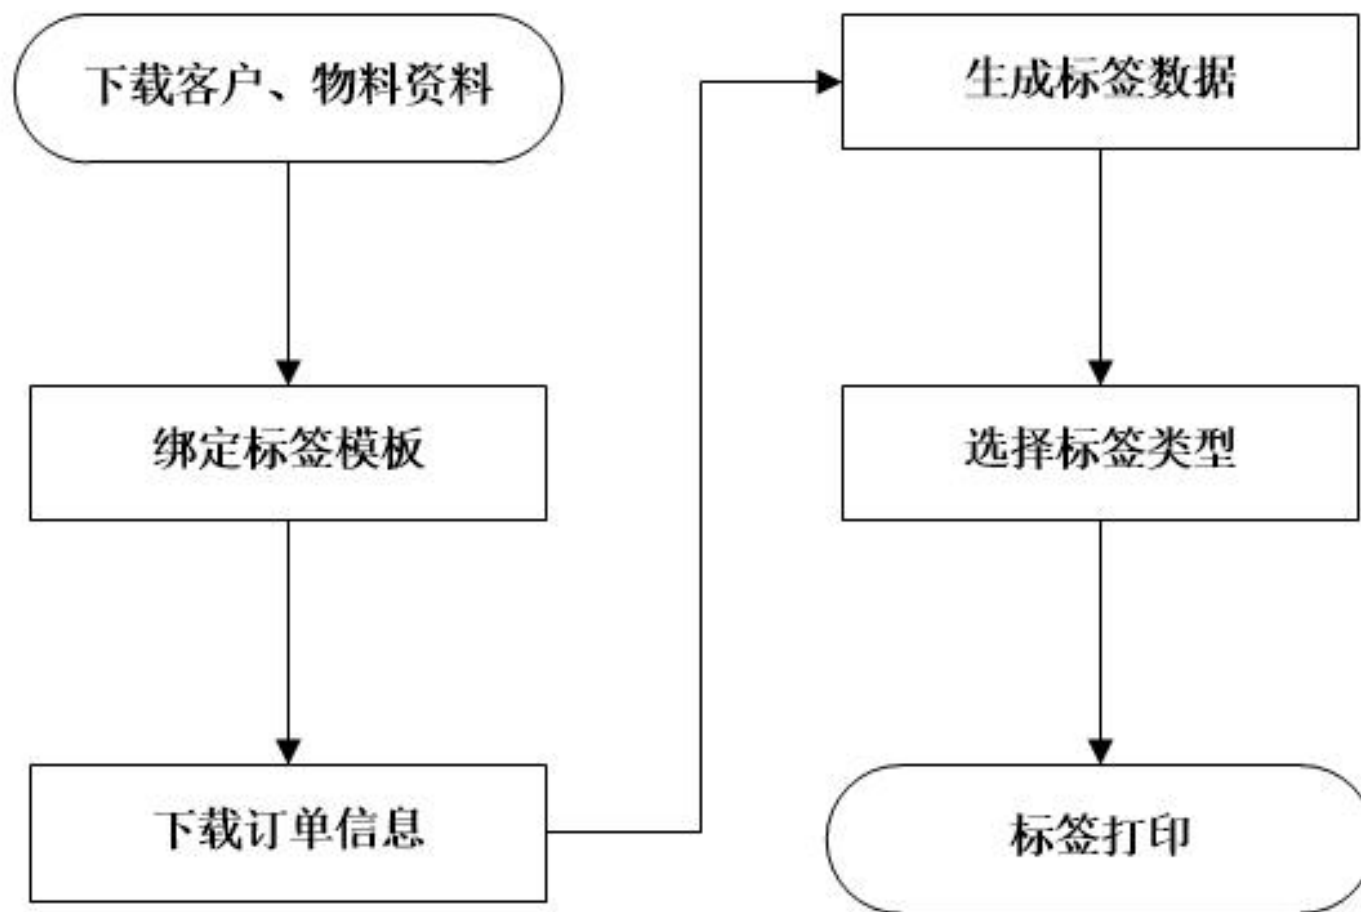 下载客户、物料资料
绑定标签模板
下载订单信息
生成标签数据
选择标签类型
标签打印